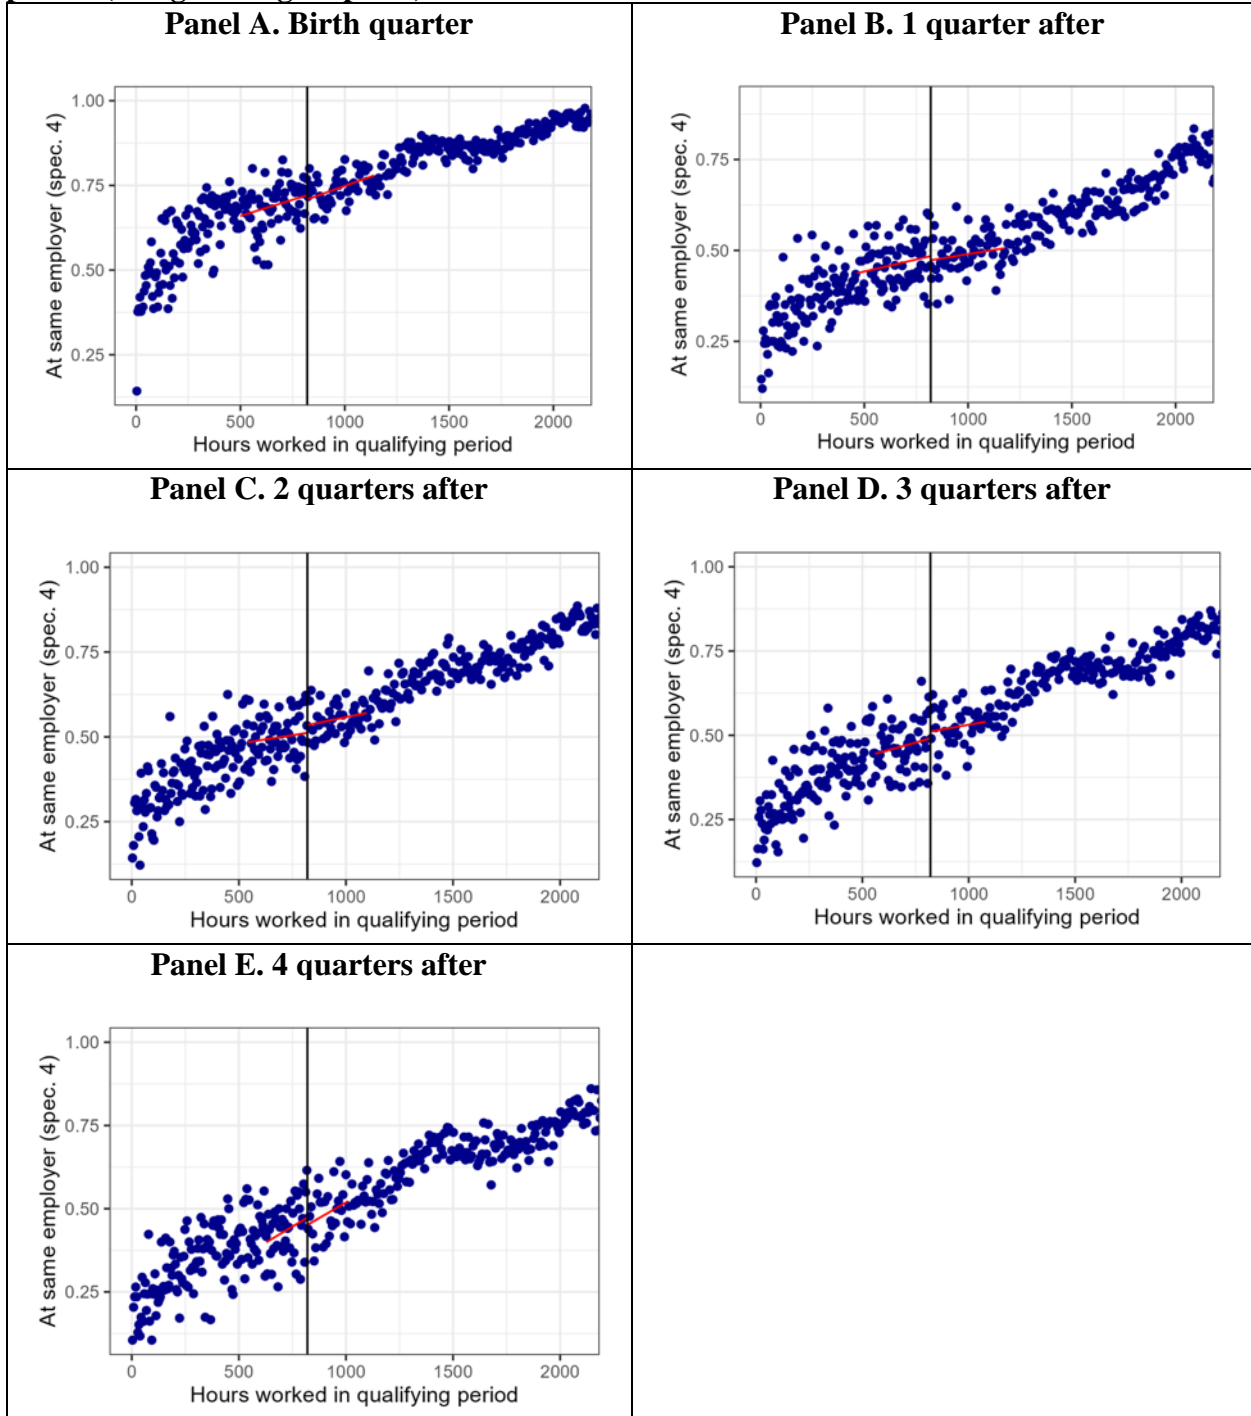 Panel A. Birth quarter
At same employer (spec. 4)
1.00
0.75
0.50
0.25
0 500 1000 1500 2000
Hours worked in qualifying period
Panel B. 1 quarter after
At same employer (spec. 4)
0.75
0.50
0.25
0 500 1000 1500 2000
Hours worked in qualifying period
Panel C. 2 quarters after
At same employer (spec. 4)
1.00
0.75
0.50
0.25
0 500 1000 1500 2000
Hours worked in qualifying period
Panel D. 3 quarters after
At same employer (spec. 4)
1.00
0.75
0.50
0.25
0 500 1000 1500 2000
Hours worked in qualifying period
Panel E. 4 quarters after
At same employer (spec. 4)
1.00
0.75
0.50
0.25
0 500 1000 1500 2000
Hours worked in qualifying period